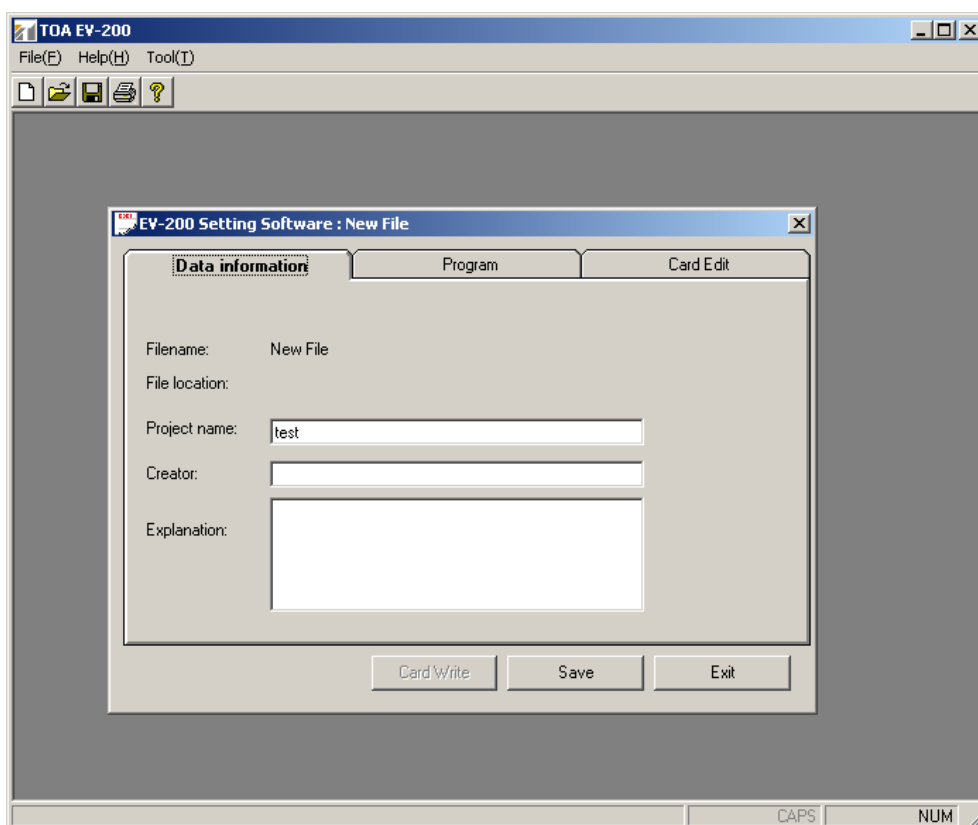 TOA EV-200
File(F) Help(H) Tool(T)
EV-200 Setting Software : New File
Data information Program Card Edit
Filename: New File
File location:
Project name: test
Creator:
Explanation:
Card Write Save Exit
CAPS NUM